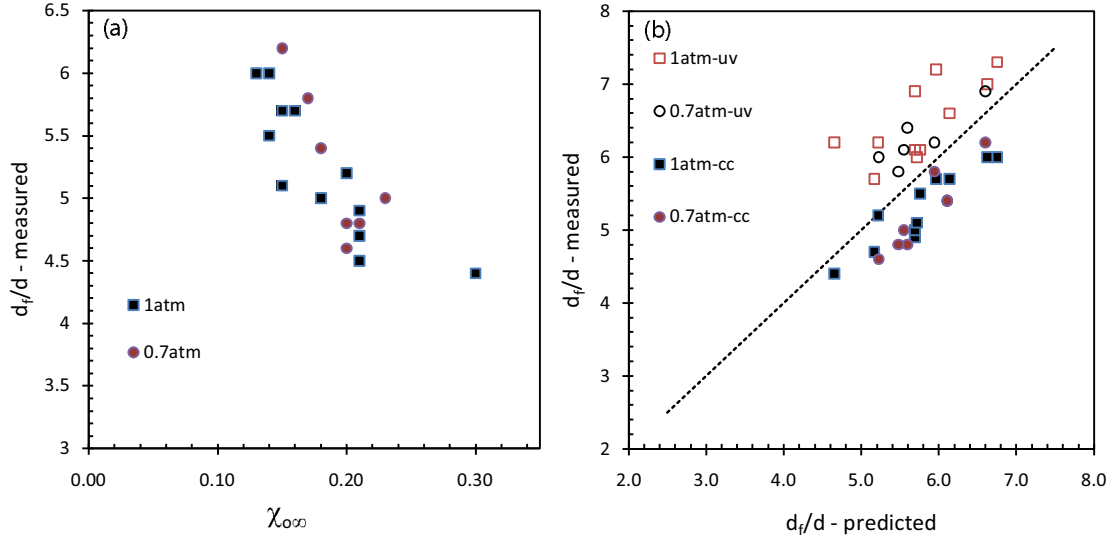 (a)
d_f/d - measured
6.5
6
5.5
5
4.5
4
3.5
3
1atm
0.7atm
0.00 0.10 0.20 0.30
χ_o∞
(b)
d_f/d - measured
8
7
6
5
4
3
2
1atm-uv
0.7atm-uv
1atm-cc
0.7atm-cc
2.0 3.0 4.0 5.0 6.0 7.0 8.0
d_f/d - predicted